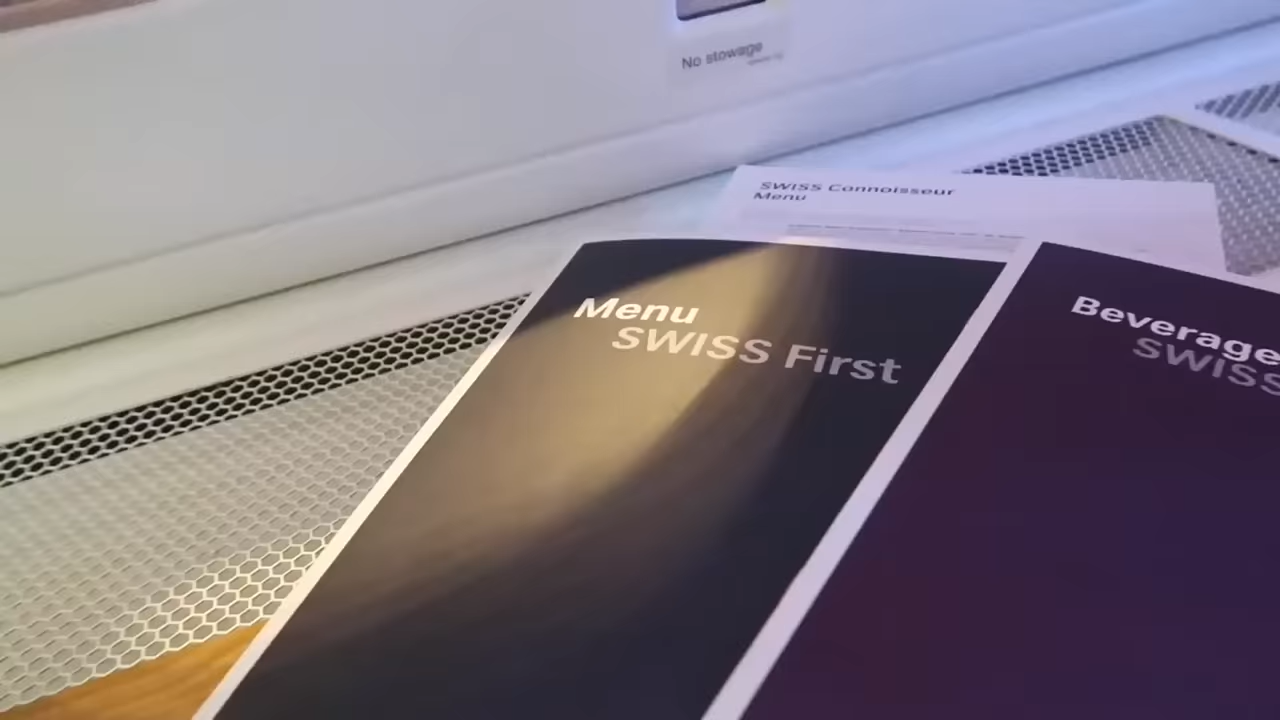 No stowage
SWISS Connoisseur
Menu
Menu
SWISS First
Beverage
SWISS